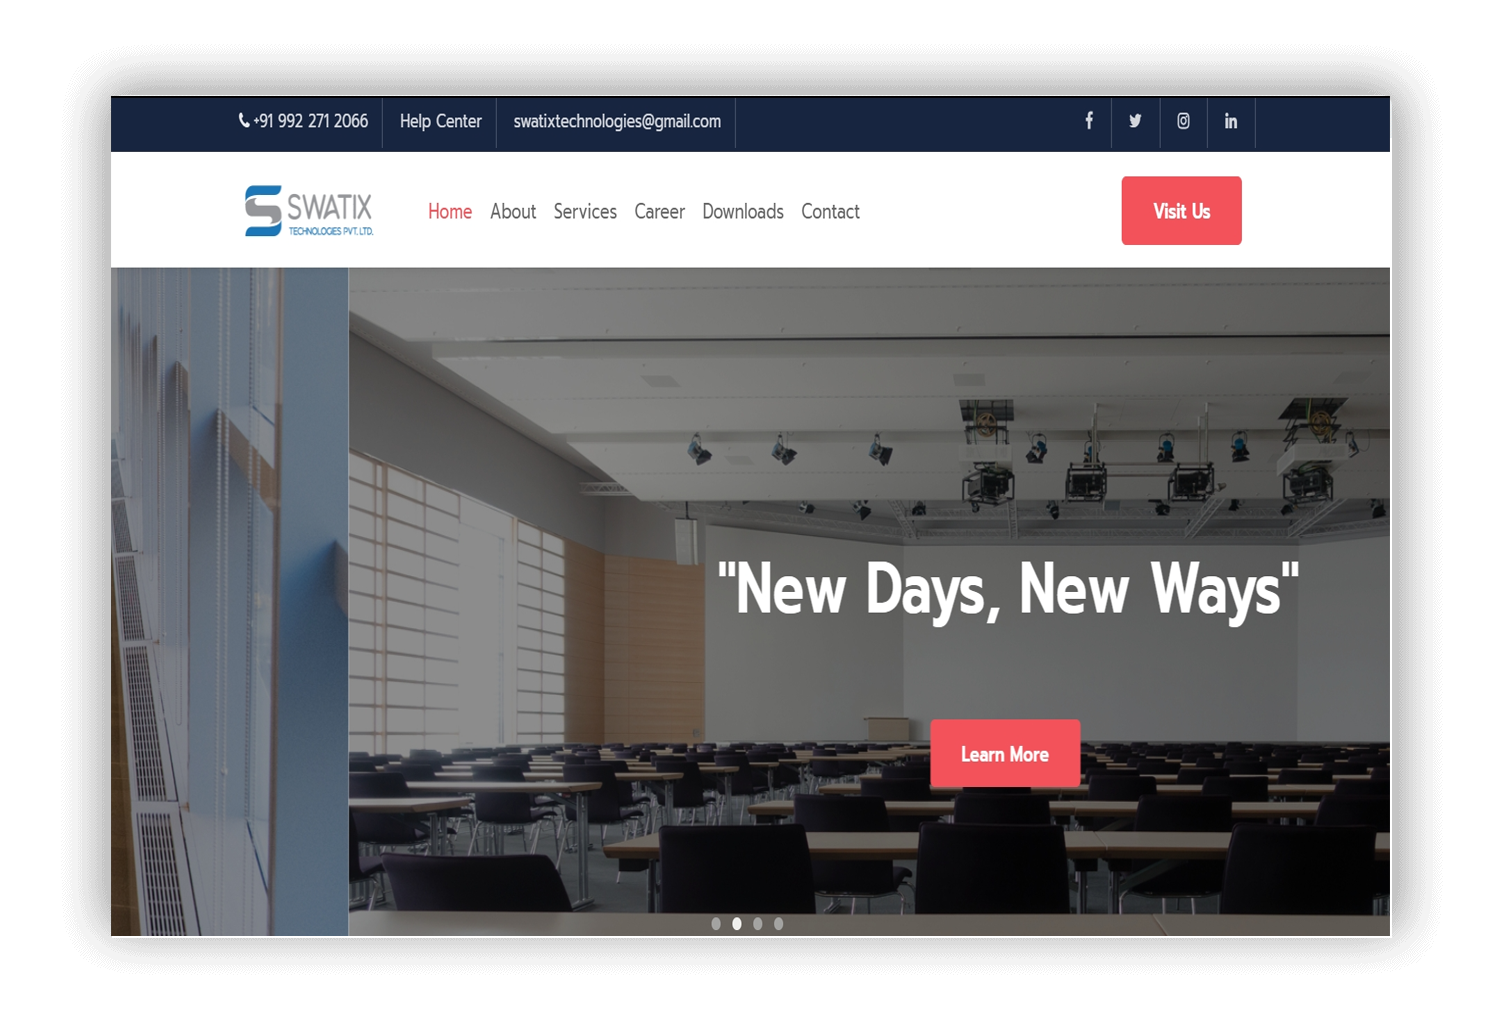 +91 992 271 2066 Help Center swatixtechnologies@gmail.com
SWATIX
TECHNOLOGIES PVT. LTD.
Home About Services Career Downloads Contact
Visit Us
"New Days, New Ways"
Learn More